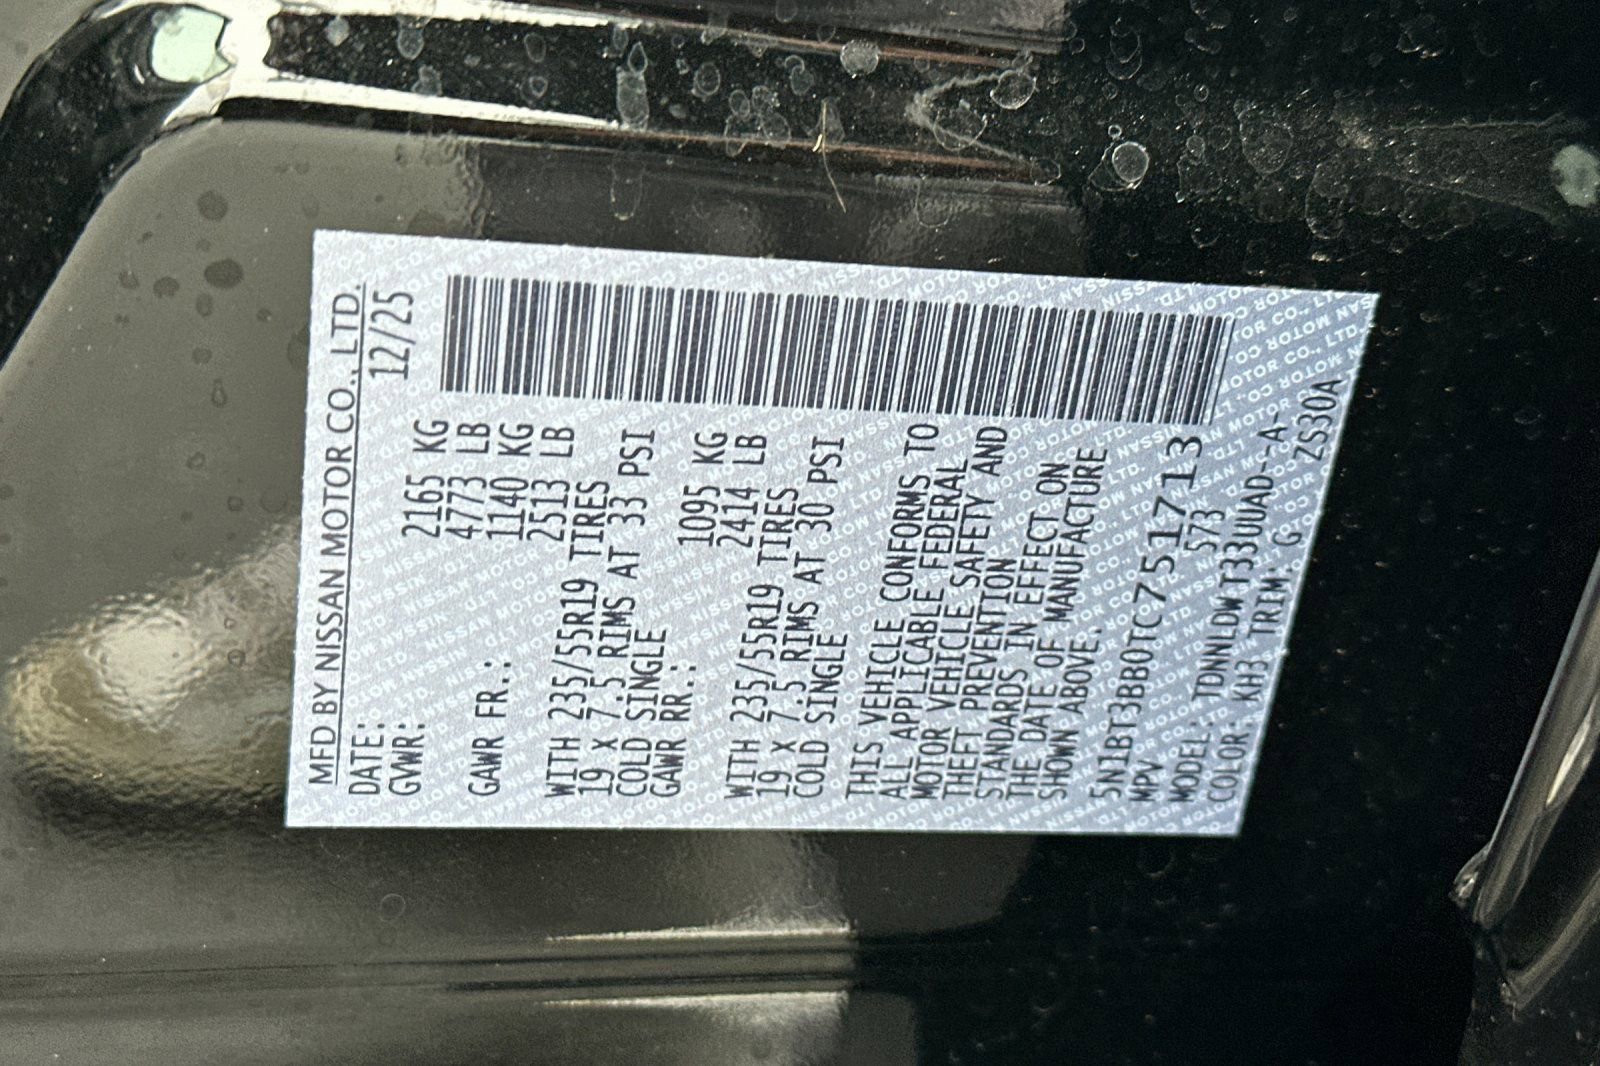 MFD BY NISSAN MOTOR CO., LTD.
DATE: 12/25
GVWR: 2165 KG
4773 LB
GAWR FR.: 1140 KG
2513 LB
WITH 235/55R19 TIRES
19 x 7.5 RIMS AT 33 PSI
COLD SINGLE
GAWR RR.: 1095 KG
2414 LB
WITH 235/55R19 TIRES
19 x 7.5 RIMS AT 30 PSI
COLD SINGLE
THIS VEHICLE CONFORMS TO
ALL APPLICABLE FEDERAL
MOTOR VEHICLE SAFETY AND
THEFT PREVENTION
STANDARDS IN EFFECT ON
THE DATE OF MANUFACTURE
SHOWN ABOVE.
5N1BT3BB0TC751713
MPV 573
MODEL: TDNNLDWT33UUAD--A-
COLOR: KH3 TRIM: G ZS30A